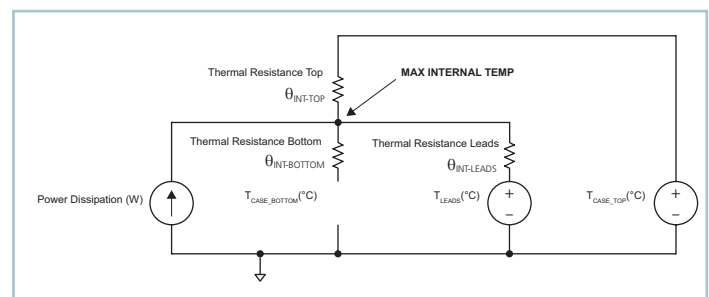 Thermal Resistance Top
θINT-TOP
MAX INTERNAL TEMP
Thermal Resistance Bottom
θINT-BOTTOM
Thermal Resistance Leads
θINT-LEADS
Power Dissipation (W)
TCASE_BOTTOM(°C)
TLEADS(°C)
+
–
TCASE_TOP(°C)
+
–